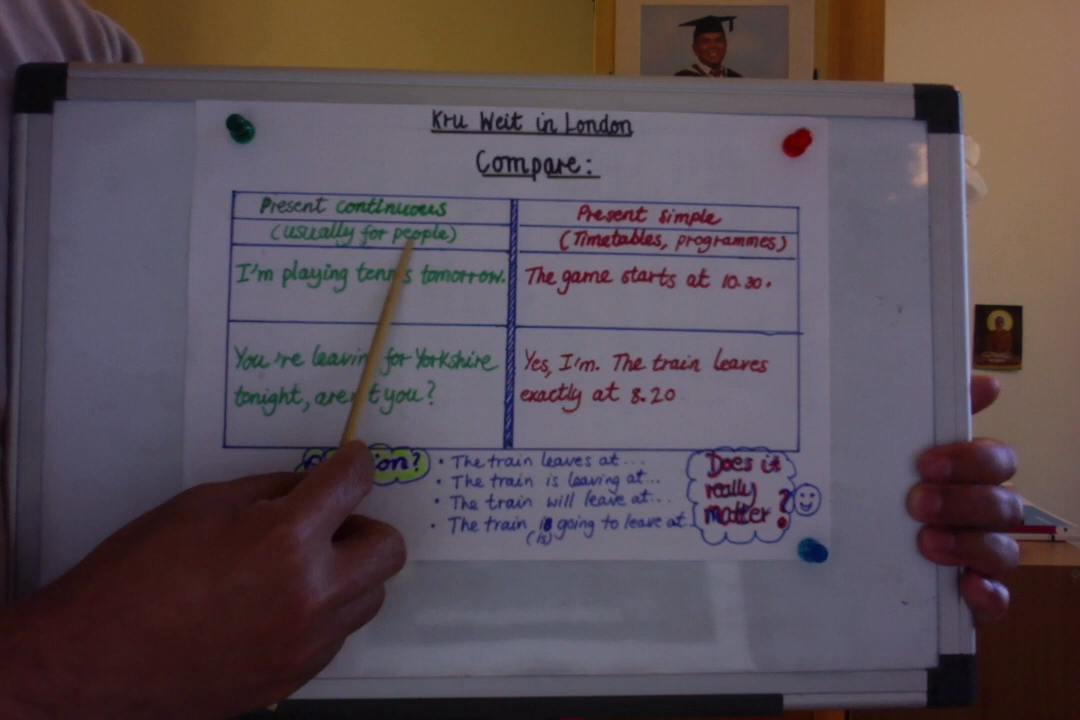 Kru Weit in London
Compare:
Present continuous
(usually for people)
I'm playing tennis tomorrow.
You're leaving for Yorkshire
tonight, aren't you?
Present simple
(Timetables, programmes)
The game starts at 10.30.
Yes, I'm. The train leaves
exactly at 8.20
• The train leaves at...
• The train is leaving at...
• The train will leave at...
• The train is going to leave at...
(is)
Does it
really
matter?